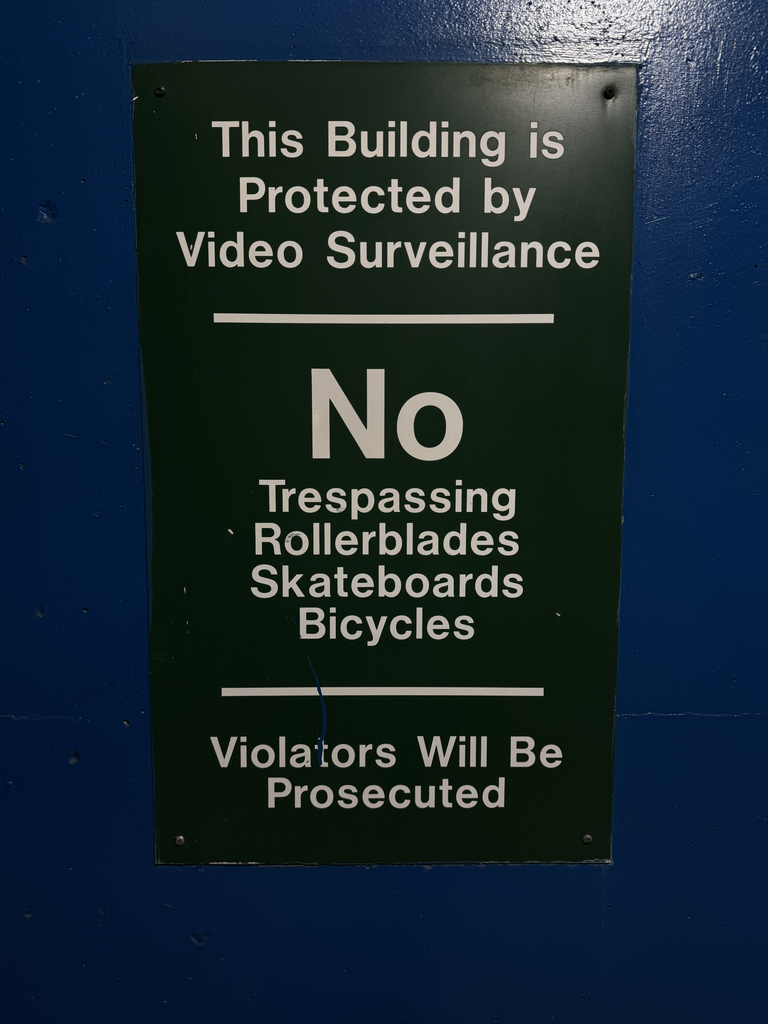 This Building is
Protected by
Video Surveillance
No
Trespassing
Rollerblades
Skateboards
Bicycles
Violators Will Be
Prosecuted